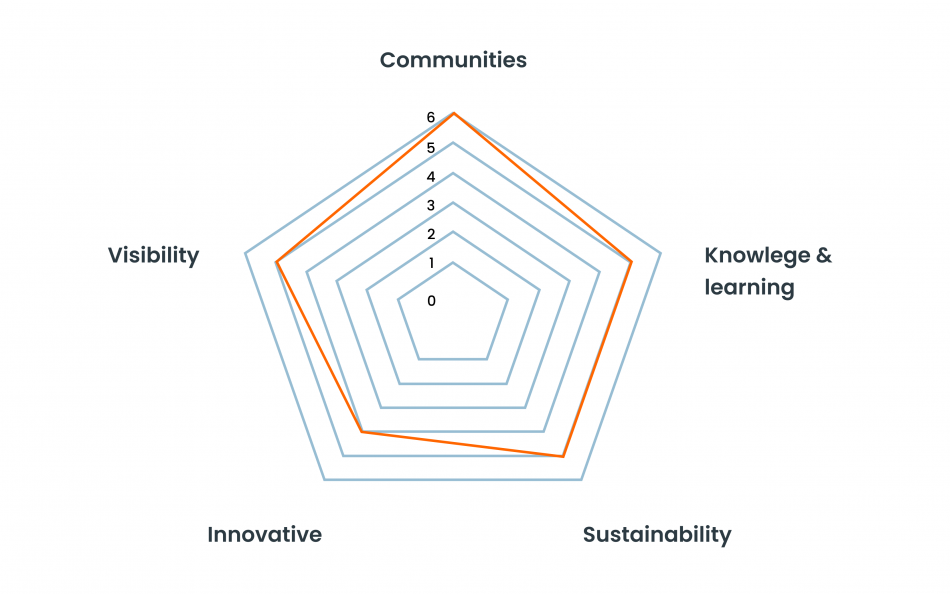 Communities
6
5
4
3
2
1
0
Visibility
Knowlege &
learning
Innovative
Sustainability